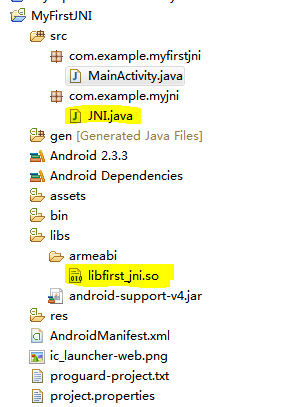 MyFirstJNI
src
com.example.myfirstjni
MainActivity.java
com.example.myjni
JNI.java
gen [Generated Java Files]
Android 2.3.3
Android Dependencies
assets
bin
libs
armeabi
libfirst_jni.so
android-support-v4.jar
res
AndroidManifest.xml
ic_launcher-web.png
proguard-project.txt
project.properties